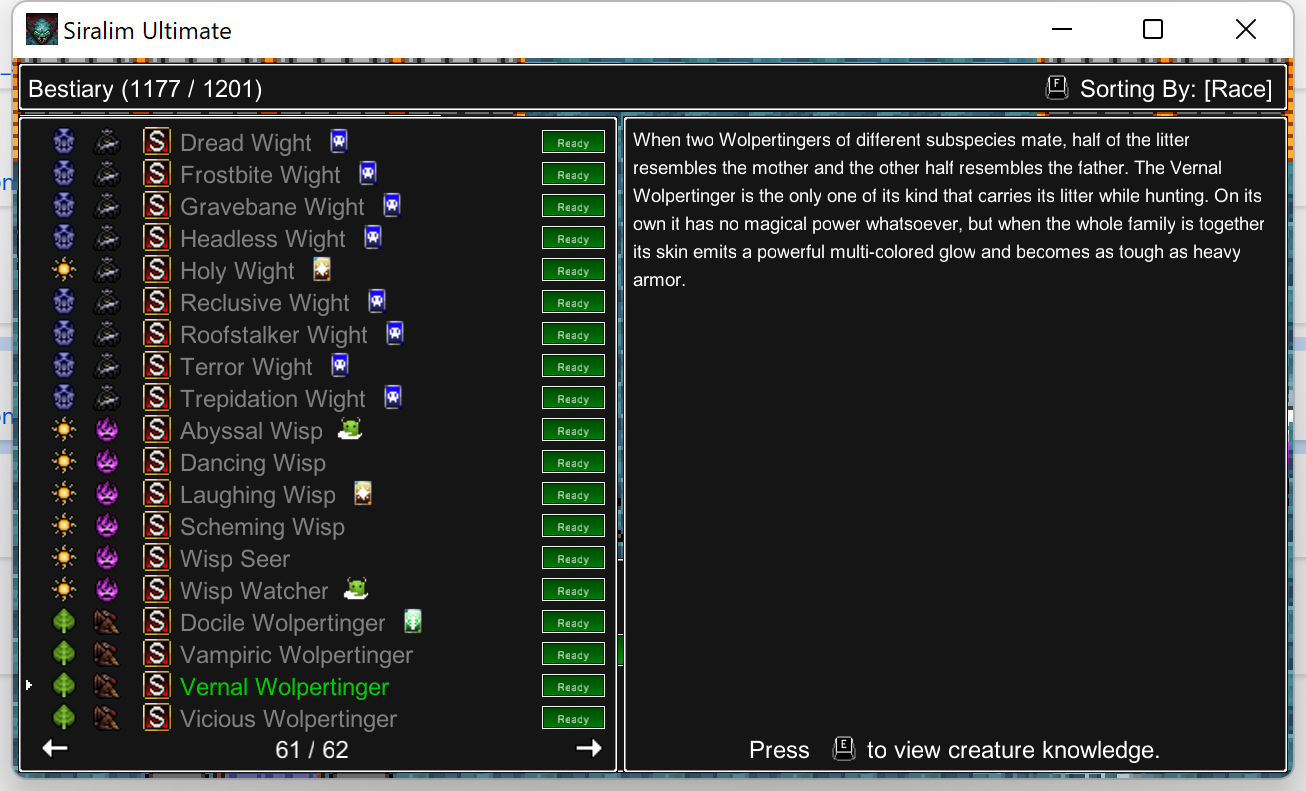 Siralim Ultimate
Bestiary (1177 / 1201)
F Sorting By: [Race]
S Dread Wight Ready
S Frostbite Wight Ready
S Gravebane Wight Ready
S Headless Wight Ready
S Holy Wight Ready
S Reclusive Wight Ready
S Roofstalker Wight Ready
S Terror Wight Ready
S Trepidation Wight Ready
S Abyssal Wisp Ready
S Dancing Wisp Ready
S Laughing Wisp Ready
S Scheming Wisp Ready
S Wisp Seer Ready
S Wisp Watcher Ready
S Docile Wolpertinger Ready
S Vampiric Wolpertinger Ready
S Vernal Wolpertinger Ready
S Vicious Wolpertinger Ready
61 / 62
When two Wolpertingers of different subspecies mate, half of the litter
resembles the mother and the other half resembles the father. The Vernal
Wolpertinger is the only one of its kind that carries its litter while hunting. On its
own it has no magical power whatsoever, but when the whole family is together
its skin emits a powerful multi-colored glow and becomes as tough as heavy
armor.
Press E to view creature knowledge.